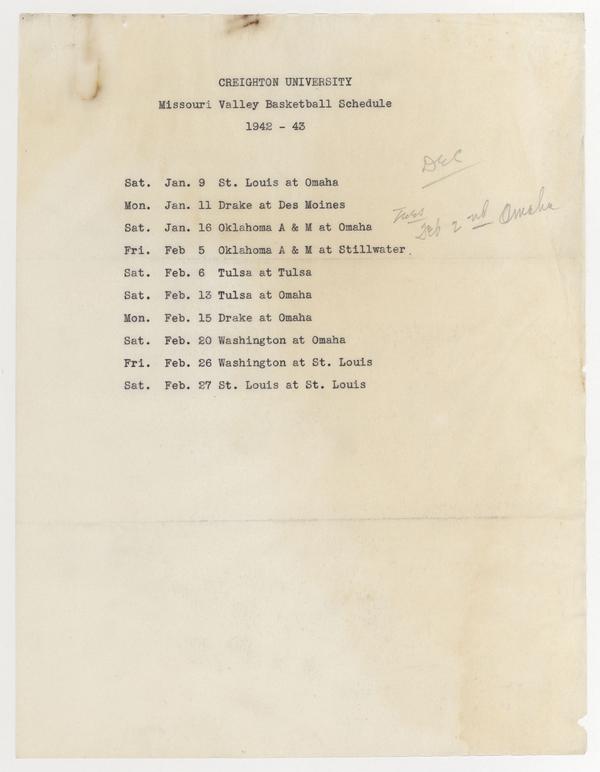 CREIGHTON UNIVERSITY
Missouri Valley Basketball Schedule
1942 - 43
Dec
Sat. Jan. 9 St. Louis at Omaha
Mon. Jan. 11 Drake at Des Moines
Tues
Feb 2nd Omaha
Sat. Jan. 16 Oklahoma A & M at Omaha
Fri. Feb 5 Oklahoma A & M at Stillwater.
Sat. Feb. 6 Tulsa at Tulsa
Sat. Feb. 13 Tulsa at Omaha
Mon. Feb. 15 Drake at Omaha
Sat. Feb. 20 Washington at Omaha
Fri. Feb. 26 Washington at St. Louis
Sat. Feb. 27 St. Louis at St. Louis